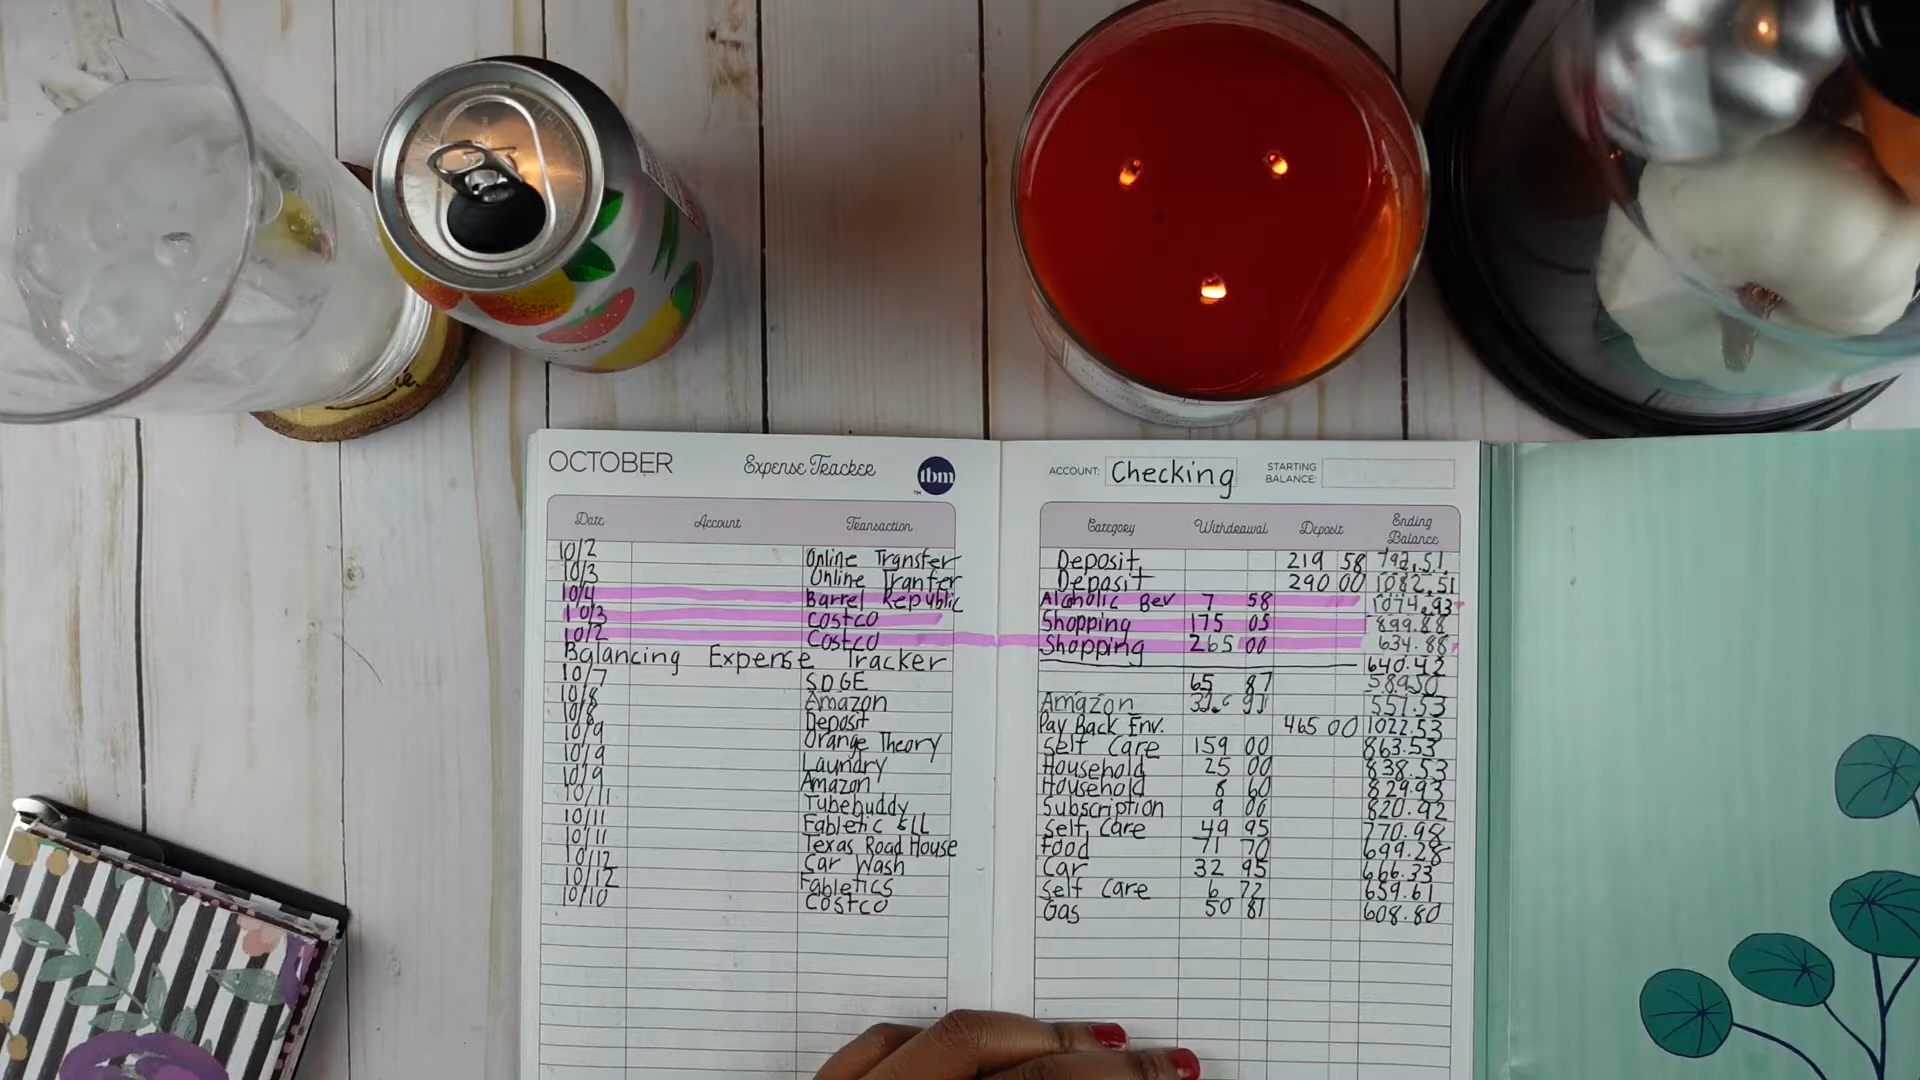 OCTOBER Expense Tracker tbm TM ACCOUNT: Checking STARTING BALANCE:
Date Account Transaction Category Withdrawal Deposit Ending Balance
10/2 Online Transfer Deposit 219 58 792.51
10/3 Online Tranfer Deposit 290 00 1082.51
10/4 Barrel Republic Alcoholic Bev 7 58 1074.93
10/3 Costco Shopping 175 05 899.88
10/2 Costco Shopping 265 00 634.88
Balancing Expense Tracker 640.42
10/7 SDGE 65 87
10/8 Amazon Amazon 557.53
10/8 Deposit Pay Back Env. 465 00 1022.53
10/9 Orange Theory Self Care 159 00 863.53
10/9 Laundry Household 25 00 838.53
10/9 Amazon Household 8 60 829.93
10/11 Tubebuddy Subscription 9 00 820.92
10/11 Fabletic Self Care 49 95 770.98
10/11 Texas Road House Food 71 70 699.28
10/12 Car Wash Car 32 95 666.33
10/12 Fabletics Self Care 6 72 659.61
10/10 Costco Gas 50 81 608.80